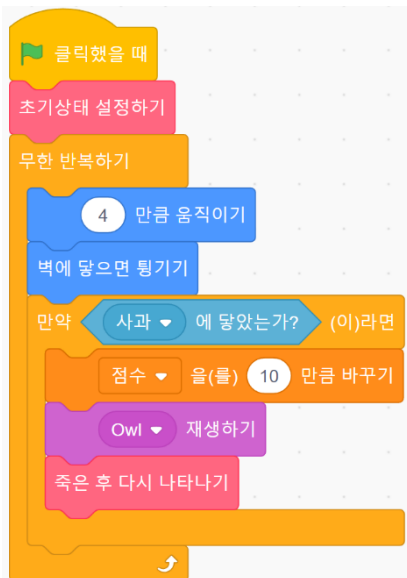 클릭했을 때
초기상태 설정하기
무한 반복하기
4 만큼 움직이기
벽에 닿으면 튕기기
만약 사과 에 닿았는가? (이)라면
점수 을(를) 10 만큼 바꾸기
Owl 재생하기
죽은 후 다시 나타나기